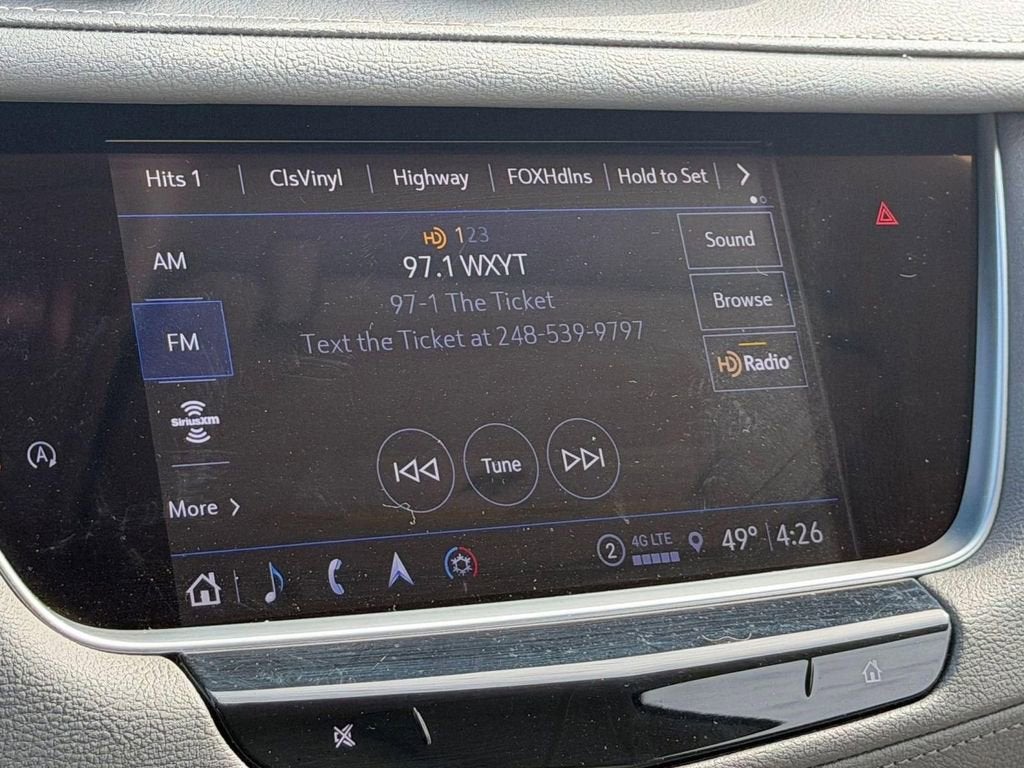 Hits 1 ClsVinyl Highway FOXHdlns Hold to Set
HD 123
AM
97.1 WXYT
Sound
97-1 The Ticket
Browse
FM
Text the Ticket at 248-539-9797
HD Radio
SiriusXM
A
Tune
More
2 4G LTE 49° 4:26